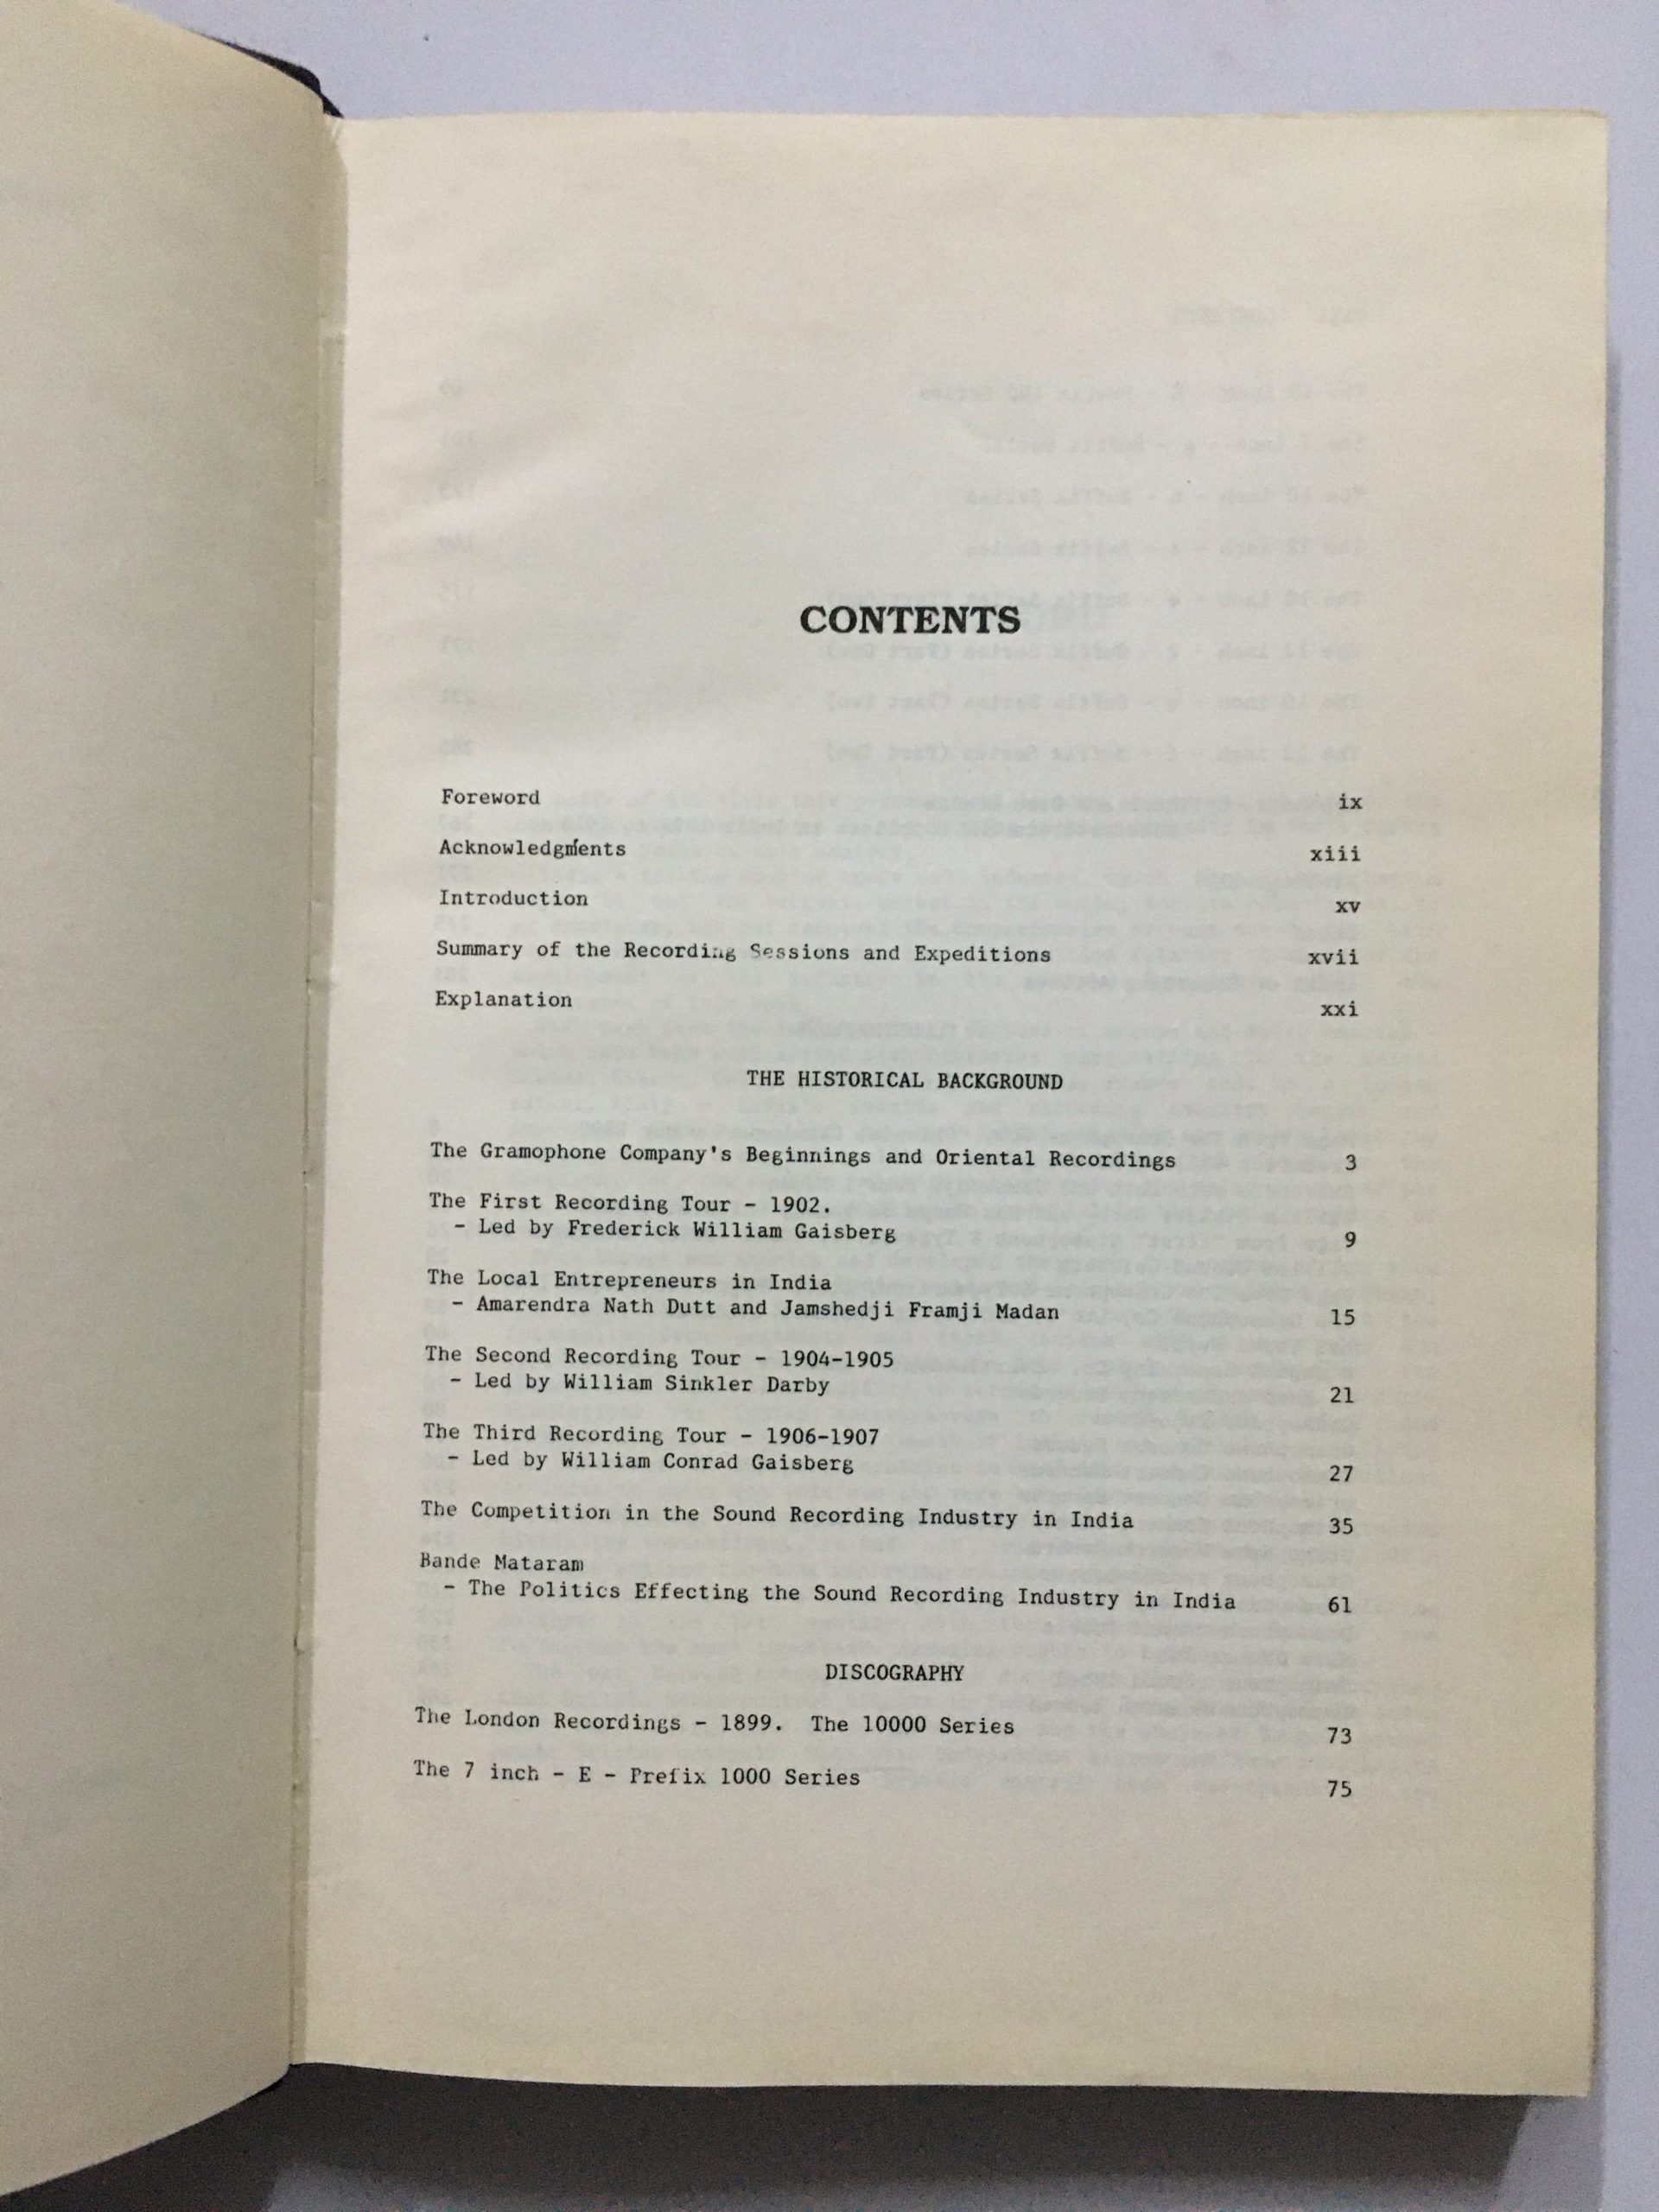 CONTENTS
Foreword ix
Acknowledgments xiii
Introduction xv
Summary of the Recording Sessions and Expeditions xvii
Explanation xxi
THE HISTORICAL BACKGROUND
The Gramophone Company's Beginnings and Oriental Recordings 3
The First Recording Tour - 1902.
- Led by Frederick William Gaisberg 9
The Local Entrepreneurs in India
- Amarendra Nath Dutt and Jamshedji Framji Madan 15
The Second Recording Tour - 1904-1905
- Led by William Sinkler Darby 21
The Third Recording Tour - 1906-1907
- Led by William Conrad Gaisberg 27
The Competition in the Sound Recording Industry in India 35
Bande Mataram
- The Politics Effecting the Sound Recording Industry in India 61
DISCOGRAPHY
The London Recordings - 1899. The 10000 Series 73
The 7 inch - E - Prefix 1000 Series 75